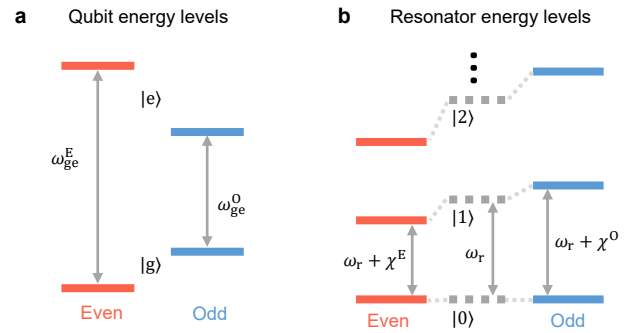 a Qubit energy levels
|e⟩
ω_ge^E
ω_ge^O
|g⟩
Even Odd
b Resonator energy levels
|2⟩
|1⟩
ω_r + χ^E
ω_r
ω_r + χ^O
|0⟩
Even Odd